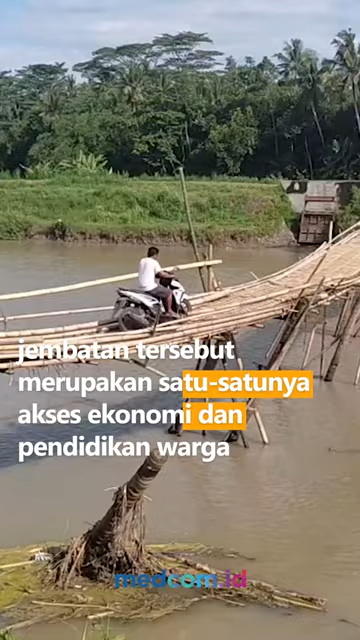 jembatan tersebut
merupakan satu-satunya
akses ekonomi dan
pendidikan warga
medcom.id